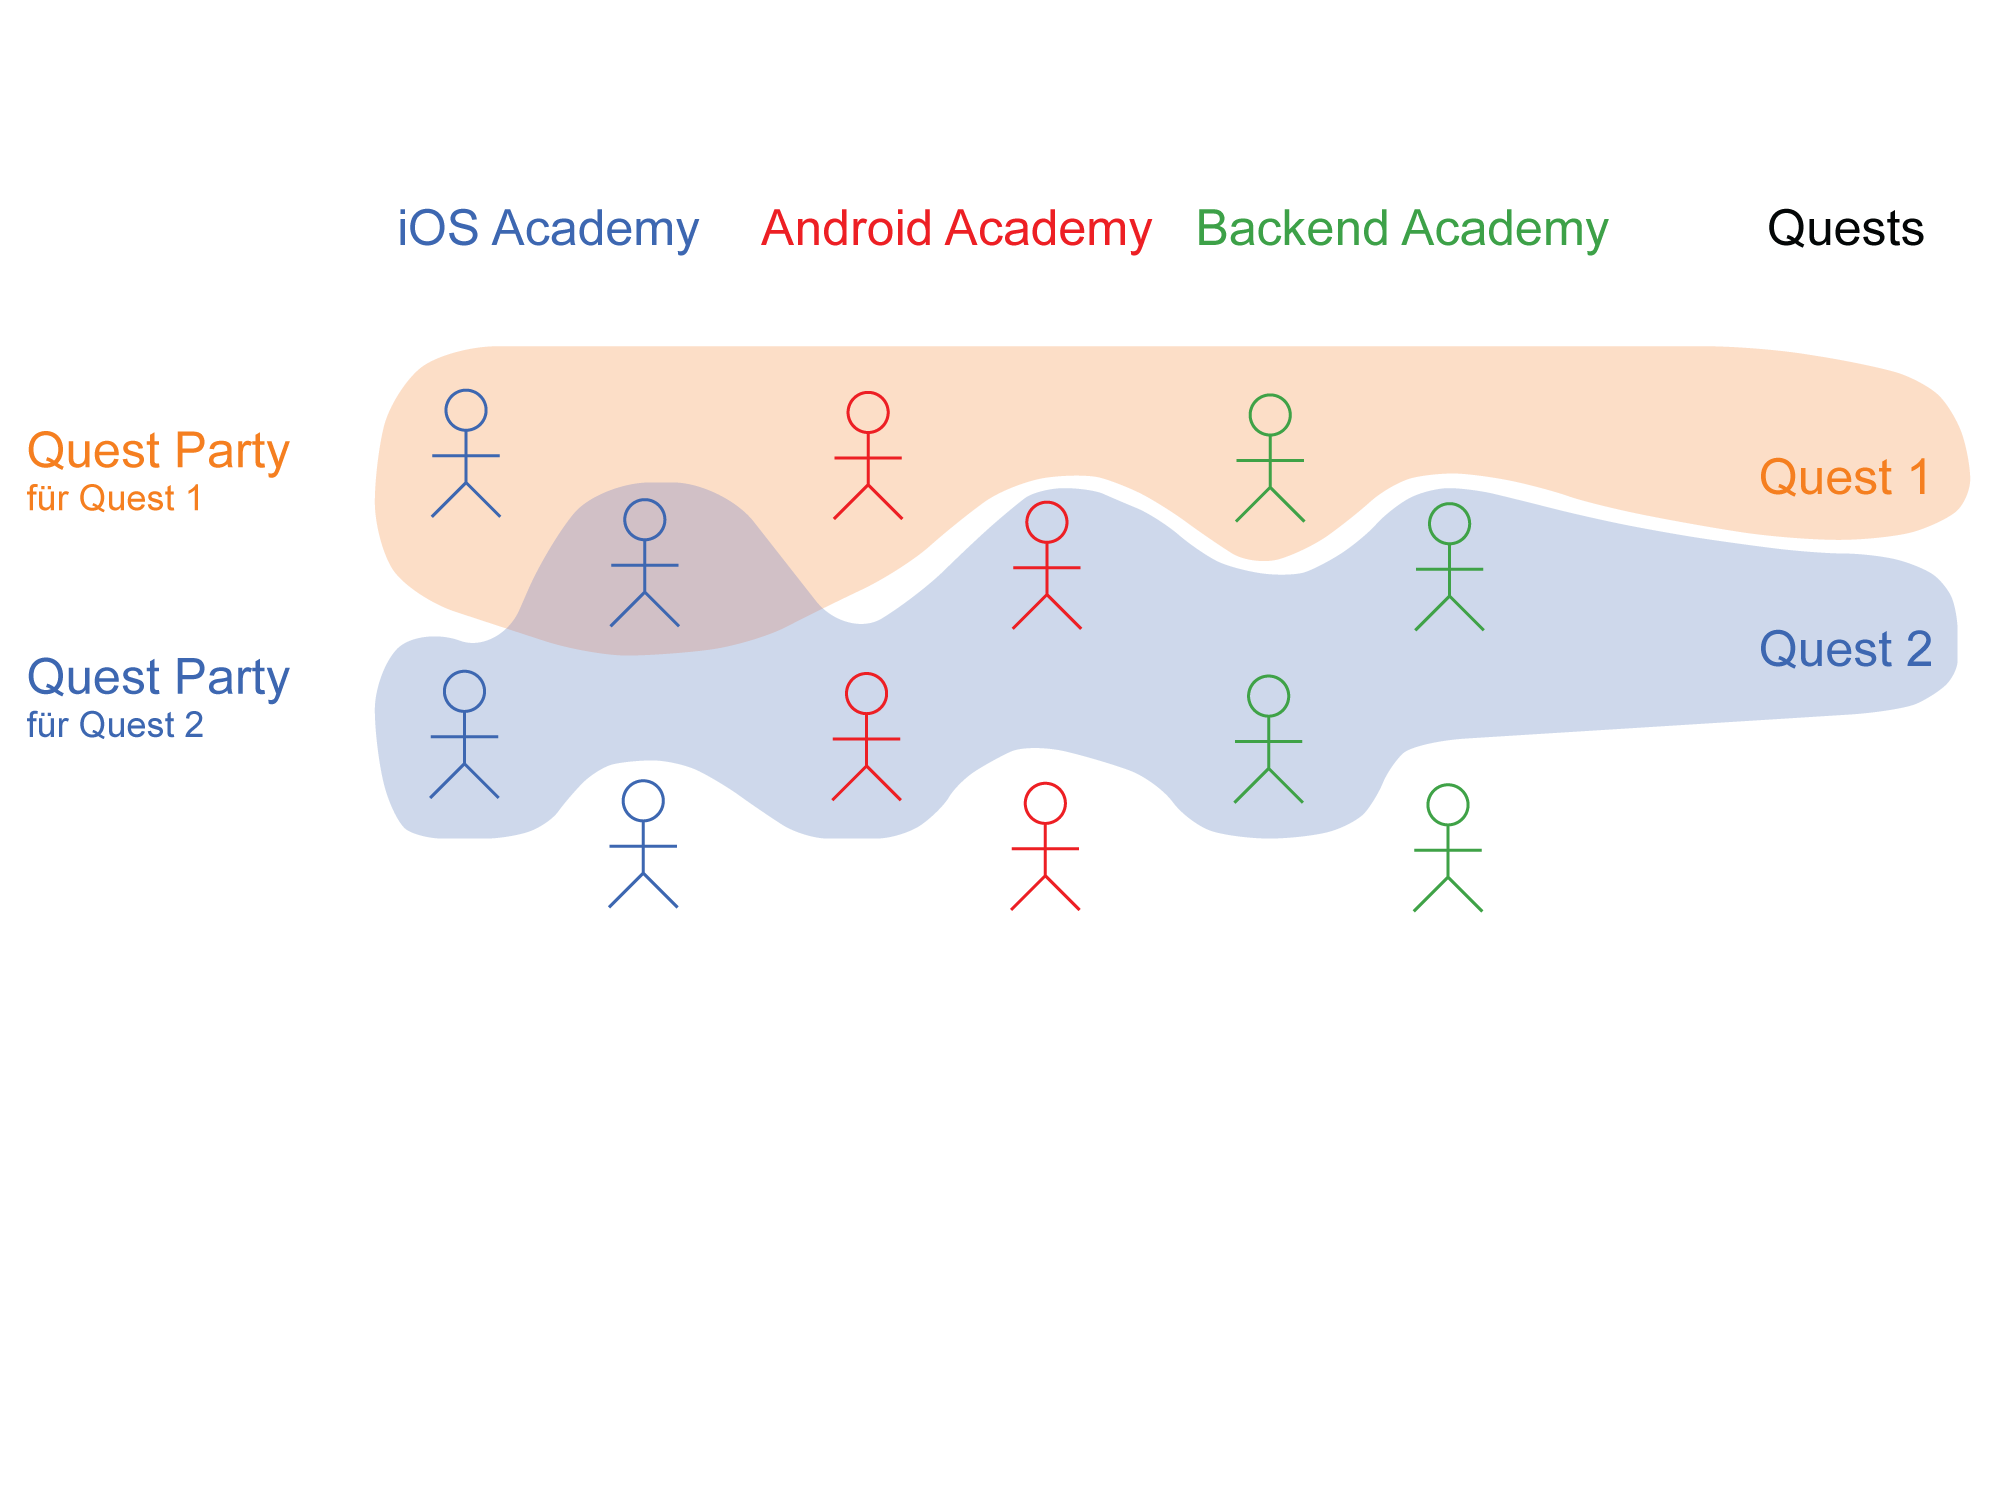 iOS Academy
Android Academy
Backend Academy
Quests
Quest Party
für Quest 1
Quest 1
Quest Party
für Quest 2
Quest 2